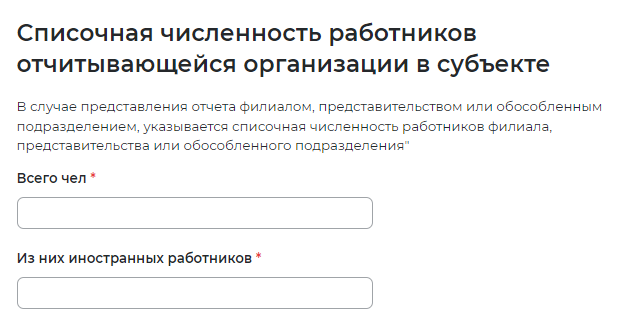 Списочная численность работников
отчитывающейся организации в субъекте
В случае представления отчета филиалом, представительством или обособленным
подразделением, указывается списочная численность работников филиала,
представительства или обособленного подразделения"
Всего чел *
Из них иностранных работников *